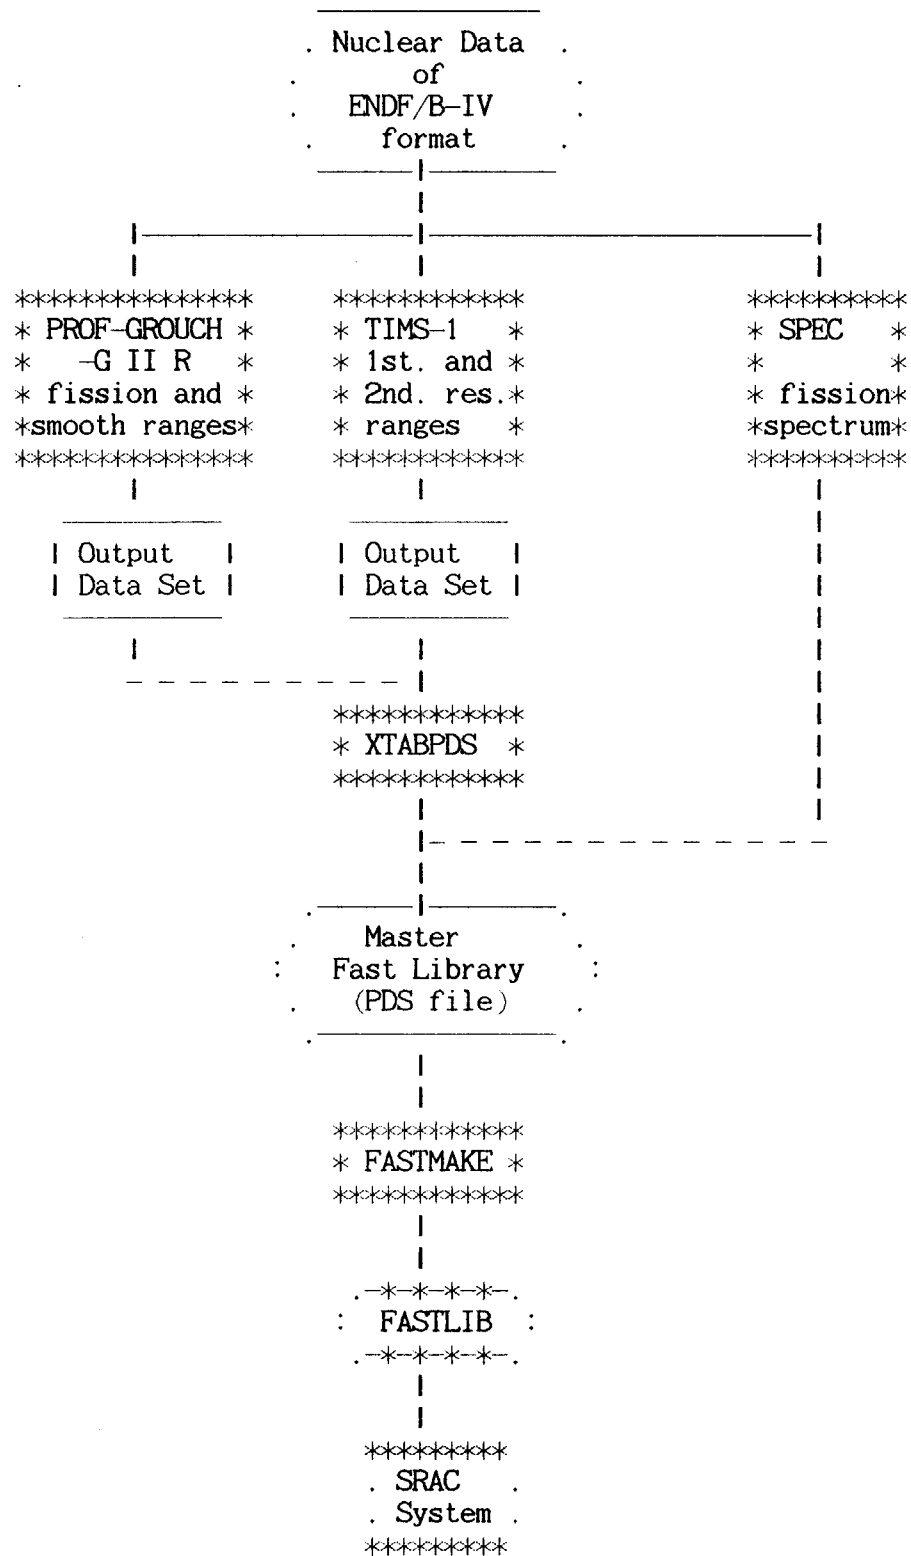 Nuclear Data
of
ENDF/B-IV
format
PROF-GROUCH
-G II R
fission and
smooth ranges
TIMS-1
1st. and
2nd. res.
ranges
SPEC
fission
spectrum
Output
Data Set
Output
Data Set
XTABPDS
Master
Fast Library
(PDS file)
FASTMAKE
FASTLIB
SRAC
System